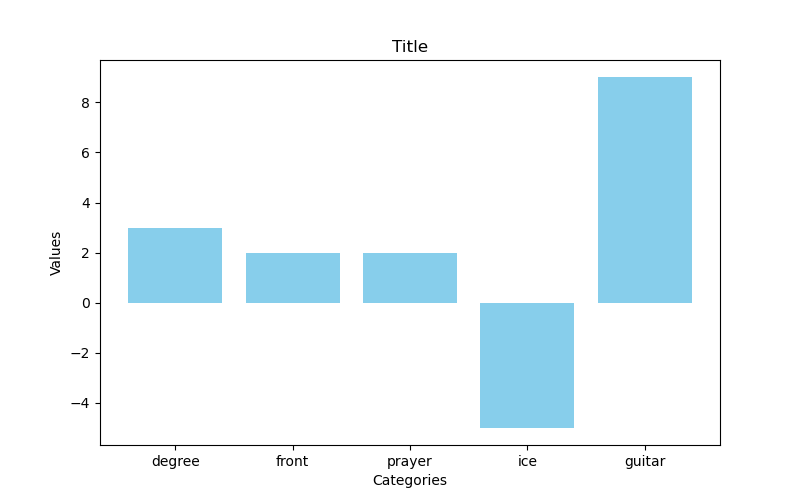 Title
Values
8
6
4
2
0
−2
−4
degree front prayer ice guitar
Categories